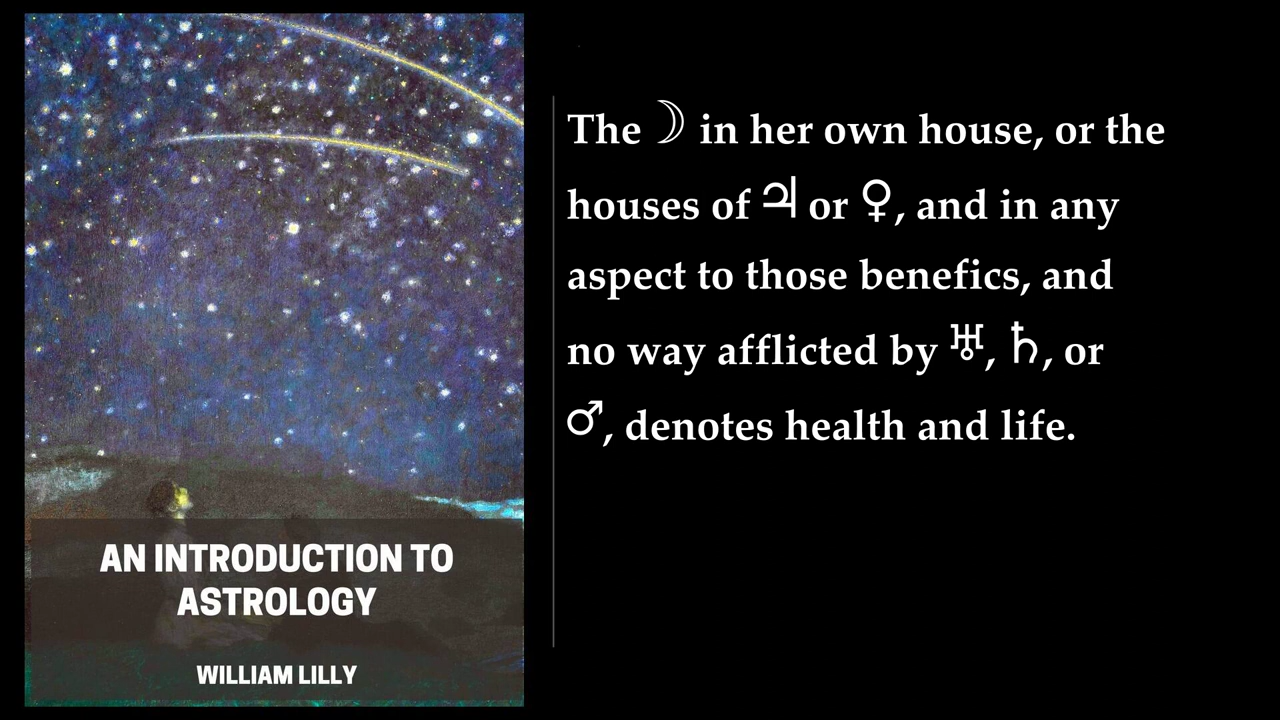 The ☽ in her own house, or the
houses of ♃ or ♀, and in any
aspect to those benefics, and
no way afflicted by ♅, ♄, or
♂, denotes health and life.
AN INTRODUCTION TO
ASTROLOGY
WILLIAM LILLY